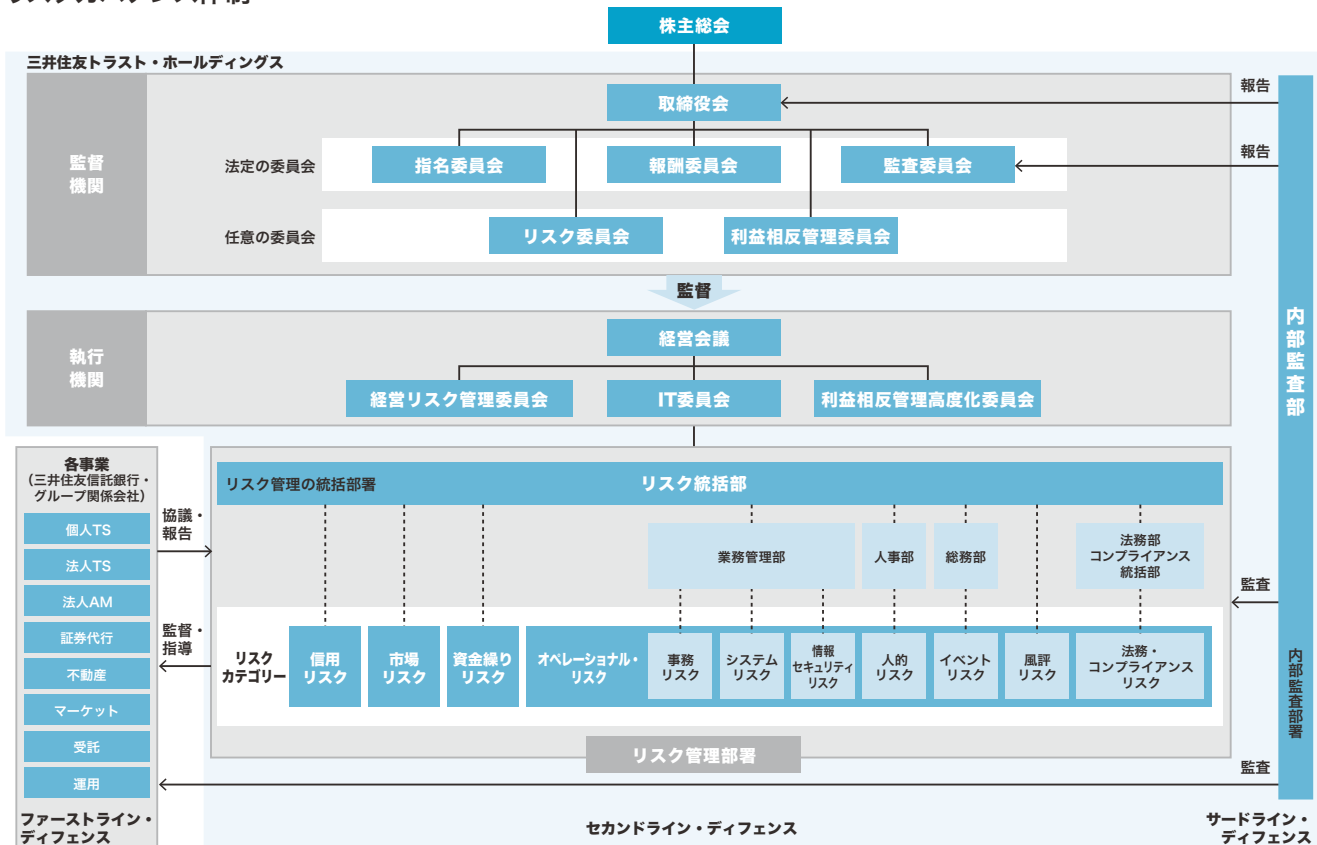 株主総会
三井住友トラスト・ホールディングス
監督
機関
取締役会
報告
法定の委員会
指名委員会
報酬委員会
監査委員会
報告
任意の委員会
リスク委員会
利益相反管理委員会
監督
執行
機関
経営会議
経営リスク管理委員会
IT委員会
利益相反管理高度化委員会
内部監査部
各事業
(三井住友信託銀行・
グループ関係会社)
個人TS
法人TS
法人AM
証券代行
不動産
マーケット
受託
運用
協議・
報告
監督・
指導
リスク管理の統括部署
リスク統括部
業務管理部
人事部
総務部
法務部
コンプライアンス
統括部
監査
リスク
カテゴリー
信用
リスク
市場
リスク
資金繰り
リスク
オペレーショナル・
リスク
事務
リスク
システム
リスク
情報
セキュリティ
リスク
人的
リスク
イベント
リスク
風評
リスク
法務・
コンプライアンス
リスク
内部監査部署
リスク管理部署
監査
ファーストライン・
ディフェンス
セカンドライン・ディフェンス
サードライン・
ディフェンス